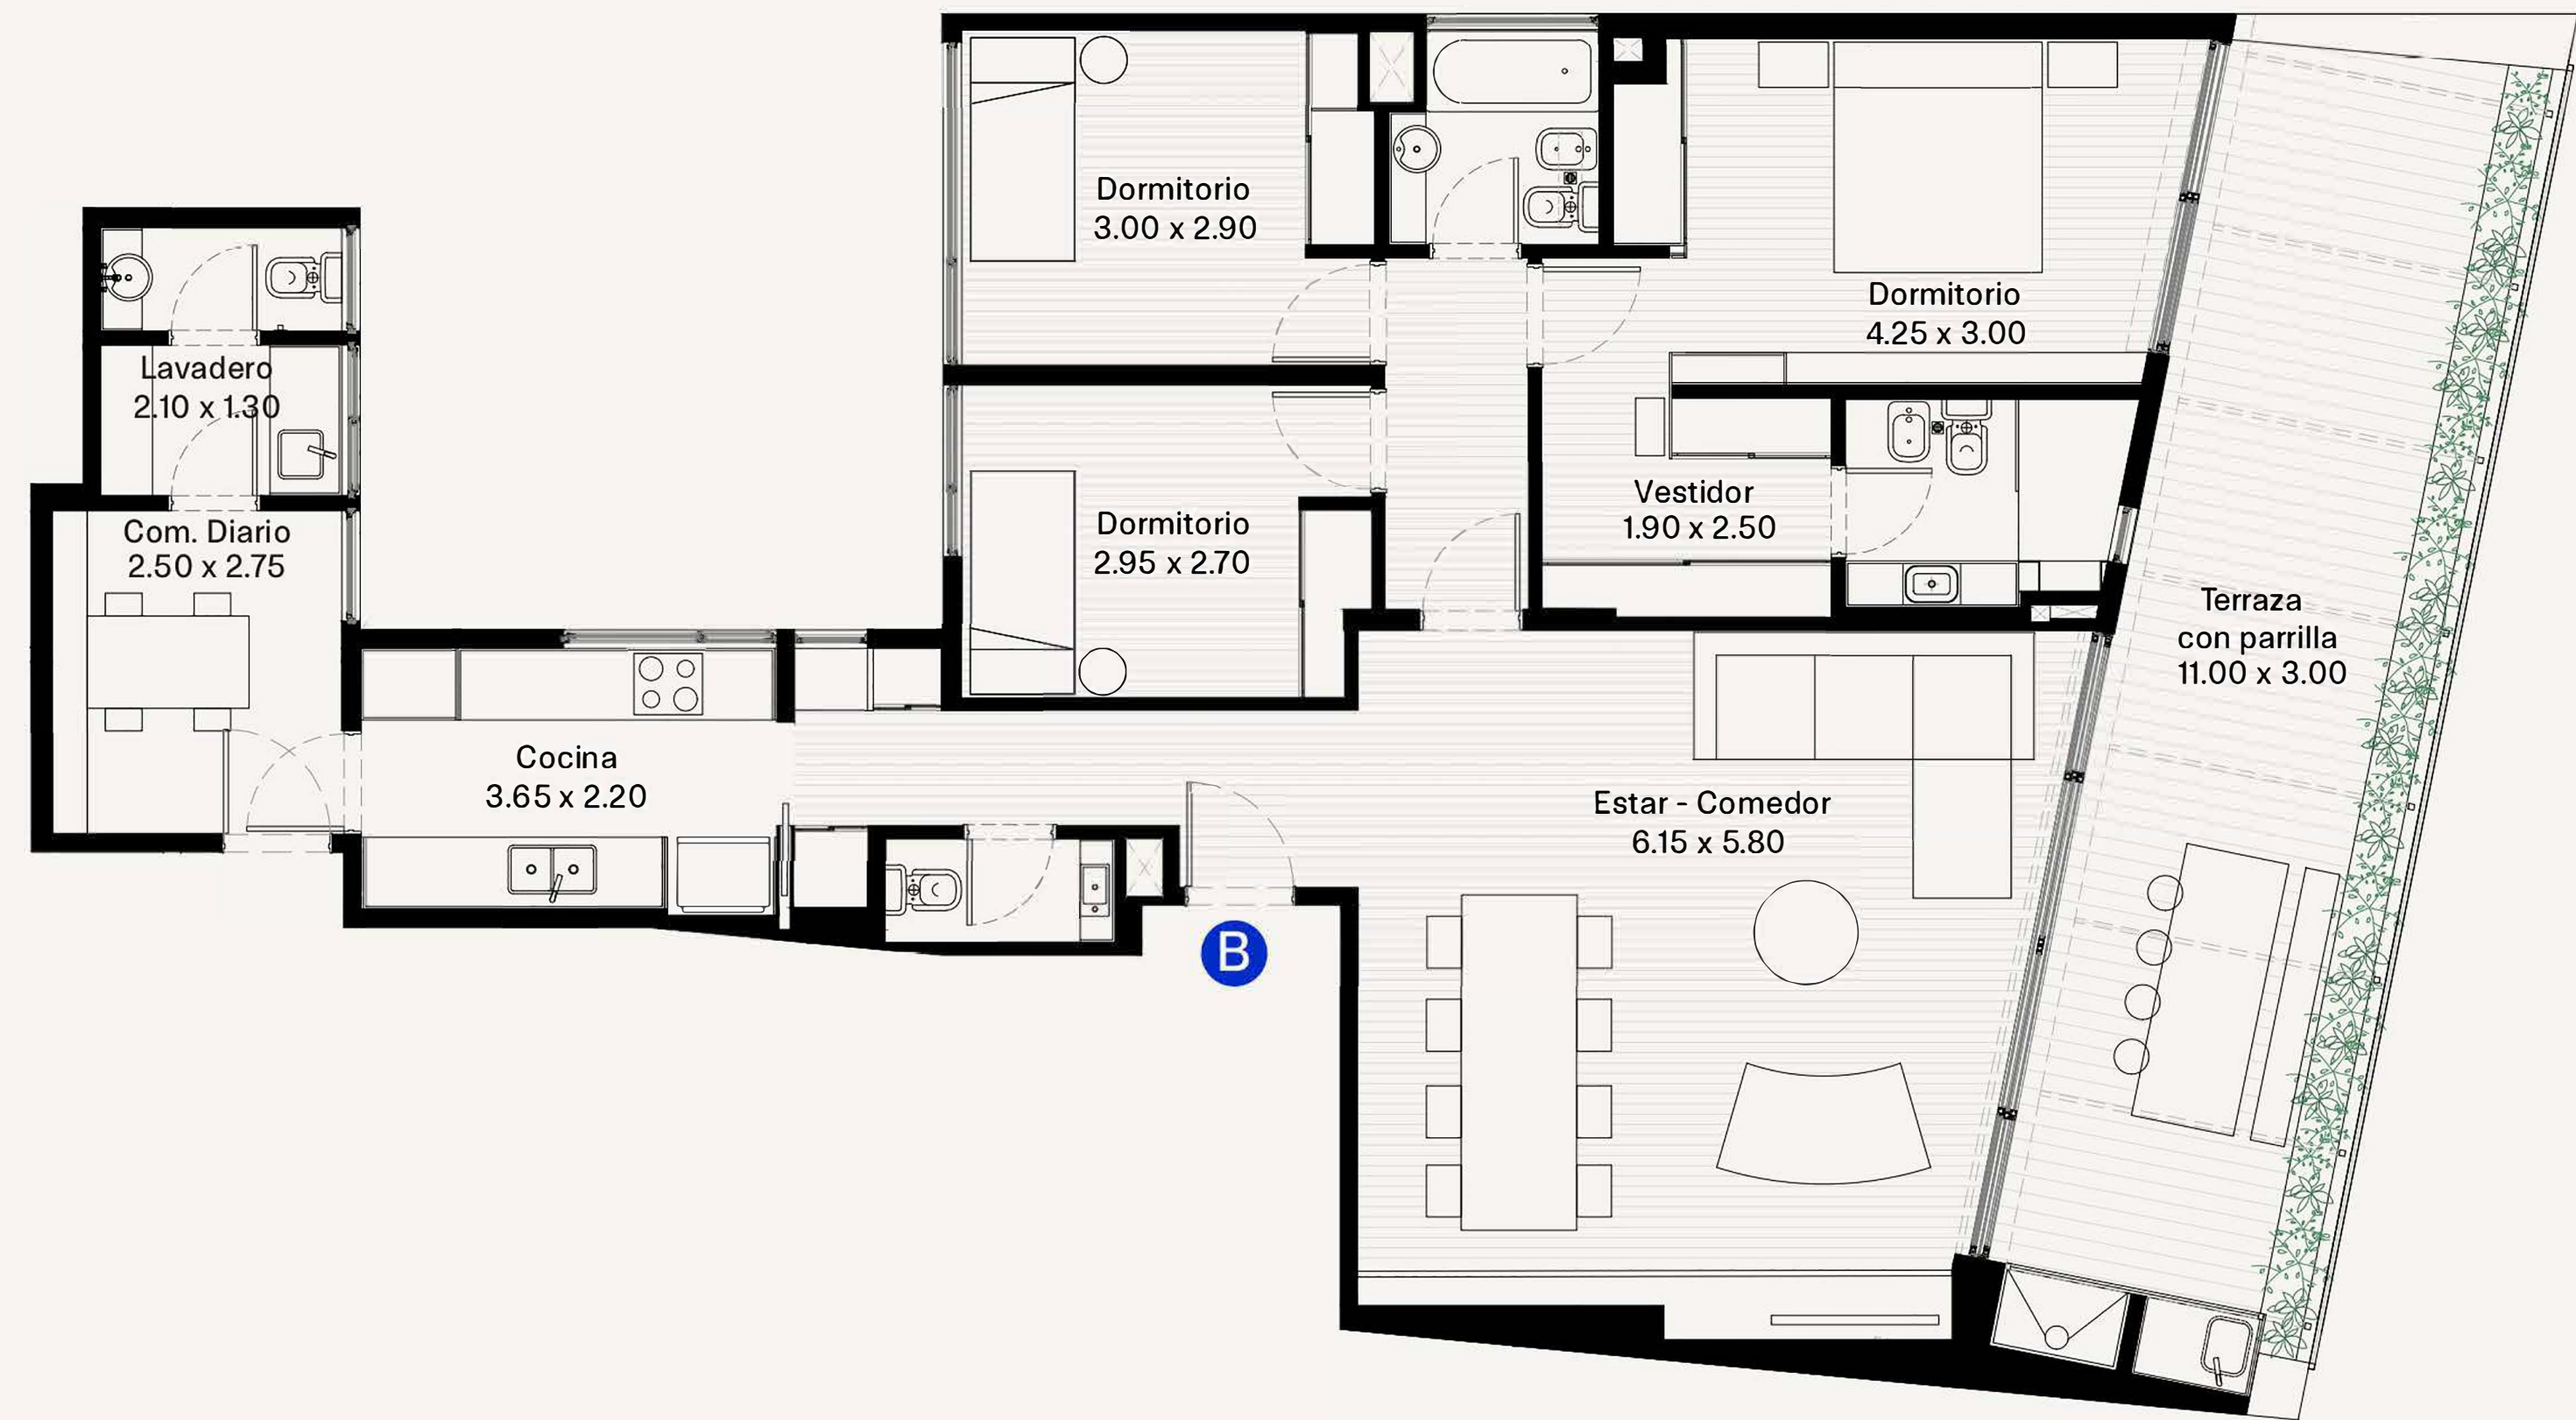 Dormitorio
3.00 x 2.90
Dormitorio
4.25 x 3.00
Lavadero
2.10 x 1.30
Vestidor
1.90 x 2.50
Dormitorio
2.95 x 2.70
Com. Diario
2.50 x 2.75
Terraza
con parrilla
11.00 x 3.00
Cocina
3.65 x 2.20
Estar - Comedor
6.15 x 5.80
B